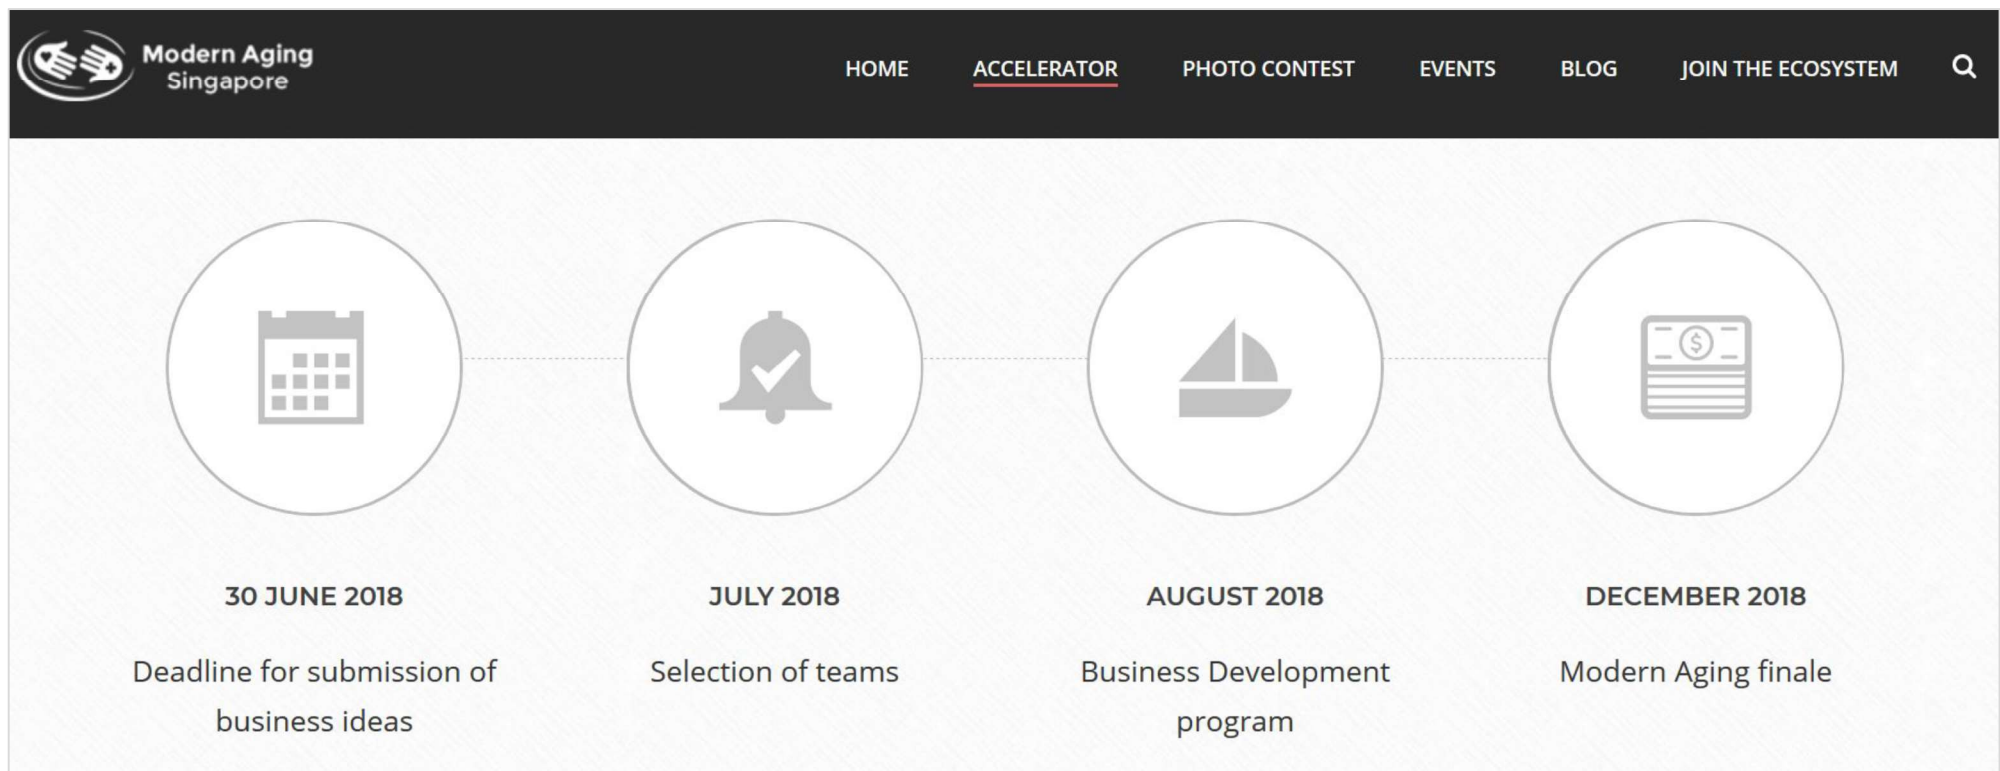 Modern Aging
Singapore
HOME ACCELERATOR PHOTO CONTEST EVENTS BLOG JOIN THE ECOSYSTEM
30 JUNE 2018
Deadline for submission of
business ideas
JULY 2018
Selection of teams
AUGUST 2018
Business Development
program
DECEMBER 2018
Modern Aging finale